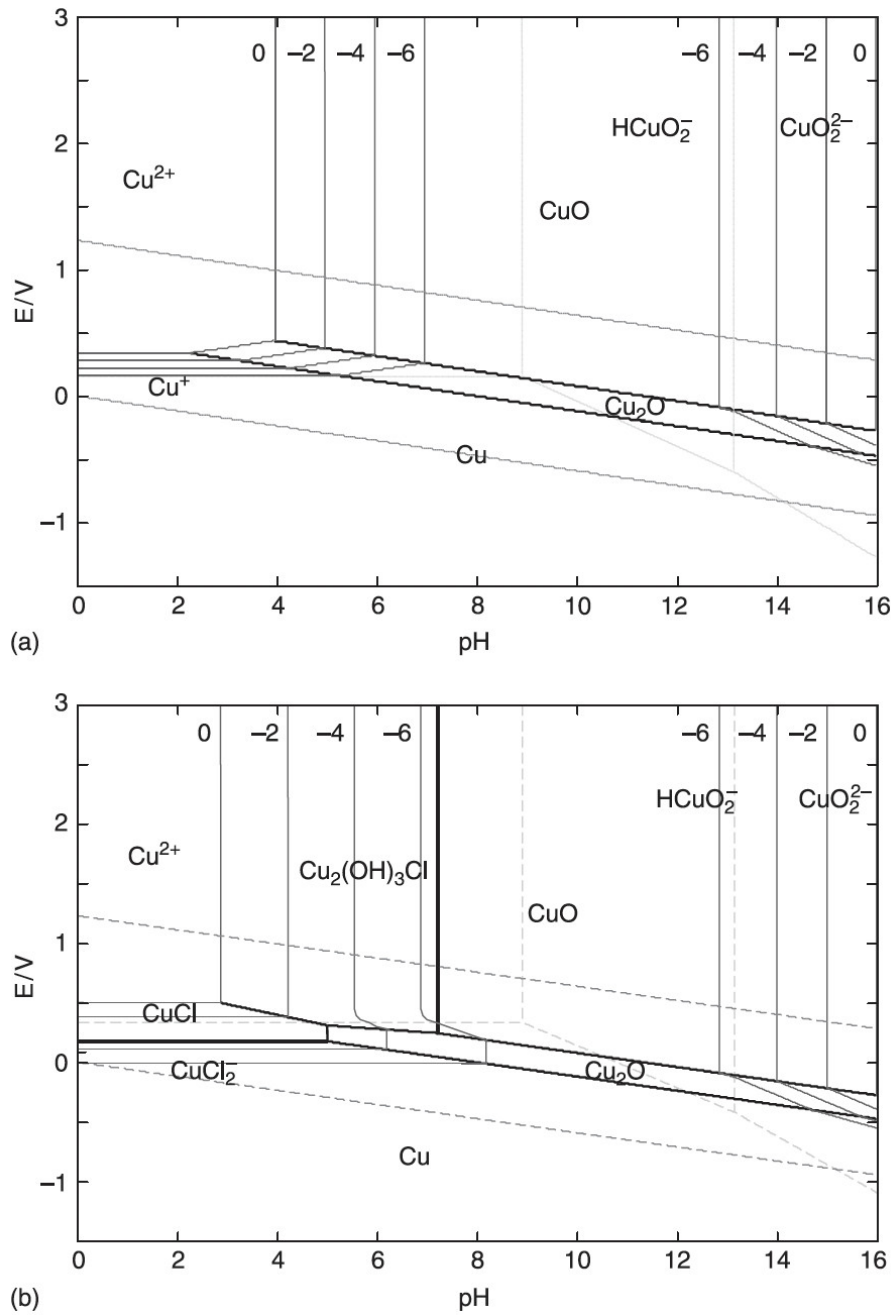 3
0 −2 −4 −6 −6 −4 −2 0
2
HCuO₂⁻ CuO₂²⁻
Cu²⁺
CuO
E/V
1
0
Cu⁺
Cu₂O
Cu
−1
0 2 4 6 8 10 12 14 16
(a) pH
3
0 −2 −4 −6 −6 −4 −2 0
2
HCuO₂⁻ CuO₂²⁻
Cu²⁺
Cu₂(OH)₃Cl
CuO
E/V
1
CuCl
0
CuCl₂⁻
Cu₂O
Cu
−1
0 2 4 6 8 10 12 14 16
(b) pH